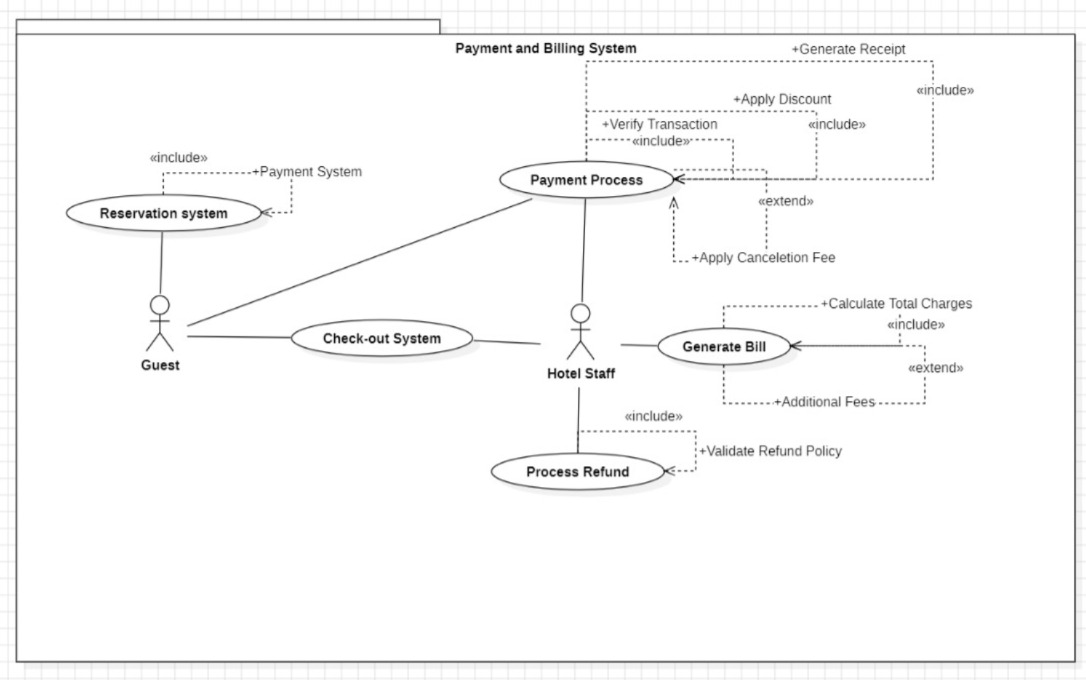 Payment and Billing System
+Generate Receipt
«include»
+Apply Discount
+Verify Transaction
«include»
«include»
«include»
+Payment System
Payment Process
«extend»
Reservation system
+Apply Canceletion Fee
+Calculate Total Charges
«include»
Check-out System
Generate Bill
Guest
Hotel Staff
«extend»
+Additional Fees
«include»
+Validate Refund Policy
Process Refund